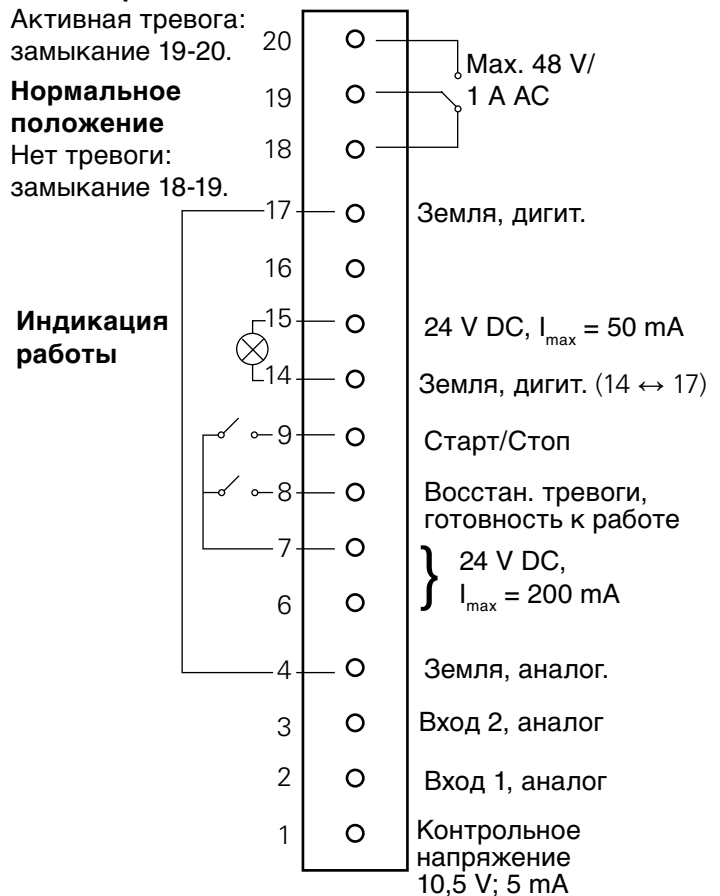 Активная тревога:
замыкание 19-20.
Нормальное
положение
Нет тревоги:
замыкание 18-19.
Индикация
работы
20
19
18
17
16
15
14
9
8
7
6
4
3
2
1
Max. 48 V/
1 A AC
Земля, дигит.
24 V DC, Imax = 50 mA
Земля, дигит. (14 ↔ 17)
Старт/Стоп
Восстан. тревоги,
готовность к работе
} 24 V DC,
Imax = 200 mA
Земля, аналог.
Вход 2, аналог
Вход 1, аналог
Контрольное
напряжение
10,5 V; 5 mA